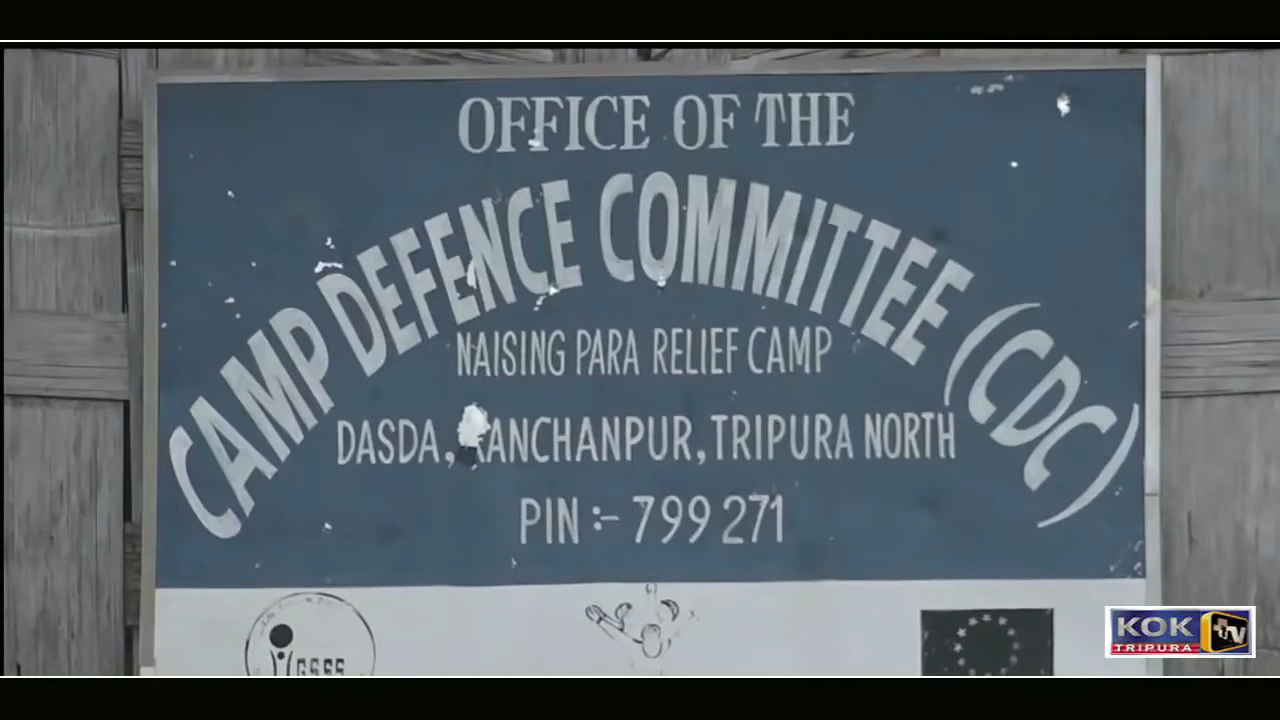 OFFICE OF THE
CAMP DEFENCE COMMITTEE (CDC)
NAISING PARA RELIEF CAMP
DASDA, KANCHANPUR, TRIPURA NORTH
PIN :- 799 271
GSSS
KOK tv
TRIPURA